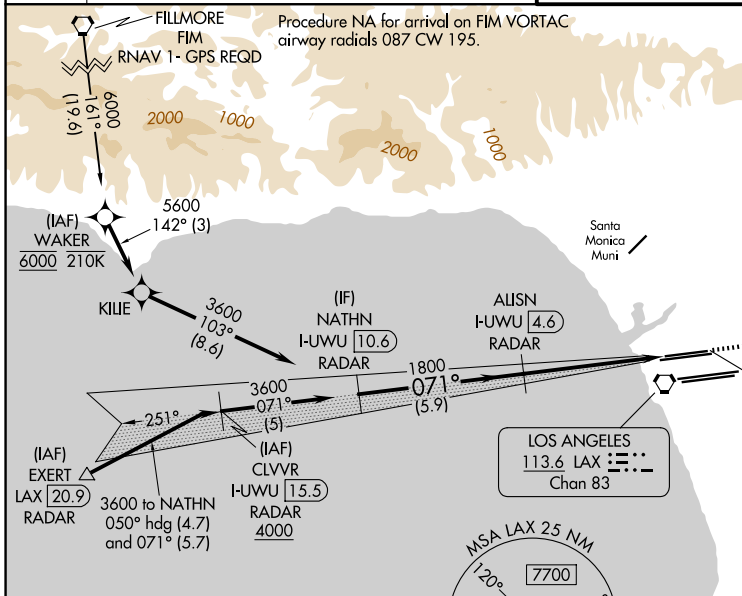 FILLMORE
FIM
RNAV 1- GPS REQD
Procedure NA for arrival on FIM VORTAC
airway radials 087 CW 195.
6000
161°
(19.6)
2000
1000
2000
1000
(IAF)
WAKER
6000 210K
5600
142° (3)
KILIE
3600
103°
(8.6)
Santa
Monica
Muni
(IF)
NATHN
I-UWU 10.6
RADAR
ALISN
I-UWU 4.6
RADAR
1800
071°
(5.9)
3600
071°
(5)
251°
(IAF)
EXERT
LAX 20.9
RADAR
3600 to NATHN
050° hdg (4.7)
and 071° (5.7)
(IAF)
CLVVR
I-UWU 15.5
RADAR
4000
LOS ANGELES
113.6 LAX
Chan 83
MSA LAX 25 NM
120°
7700